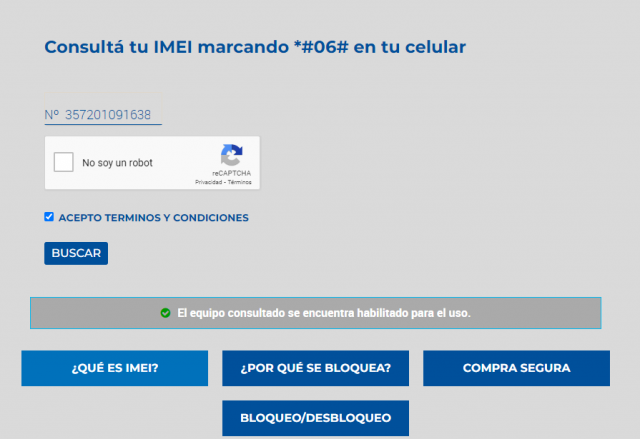 Consultá tu IMEI marcando *#06# en tu celular
Nº 357201091638
No soy un robot
reCAPTCHA
Privacidad - Términos
ACEPTO TERMINOS Y CONDICIONES
BUSCAR
El equipo consultado se encuentra habilitado para el uso.
¿QUÉ ES IMEI? ¿POR QUÉ SE BLOQUEA? COMPRA SEGURA
BLOQUEO/DESBLOQUEO